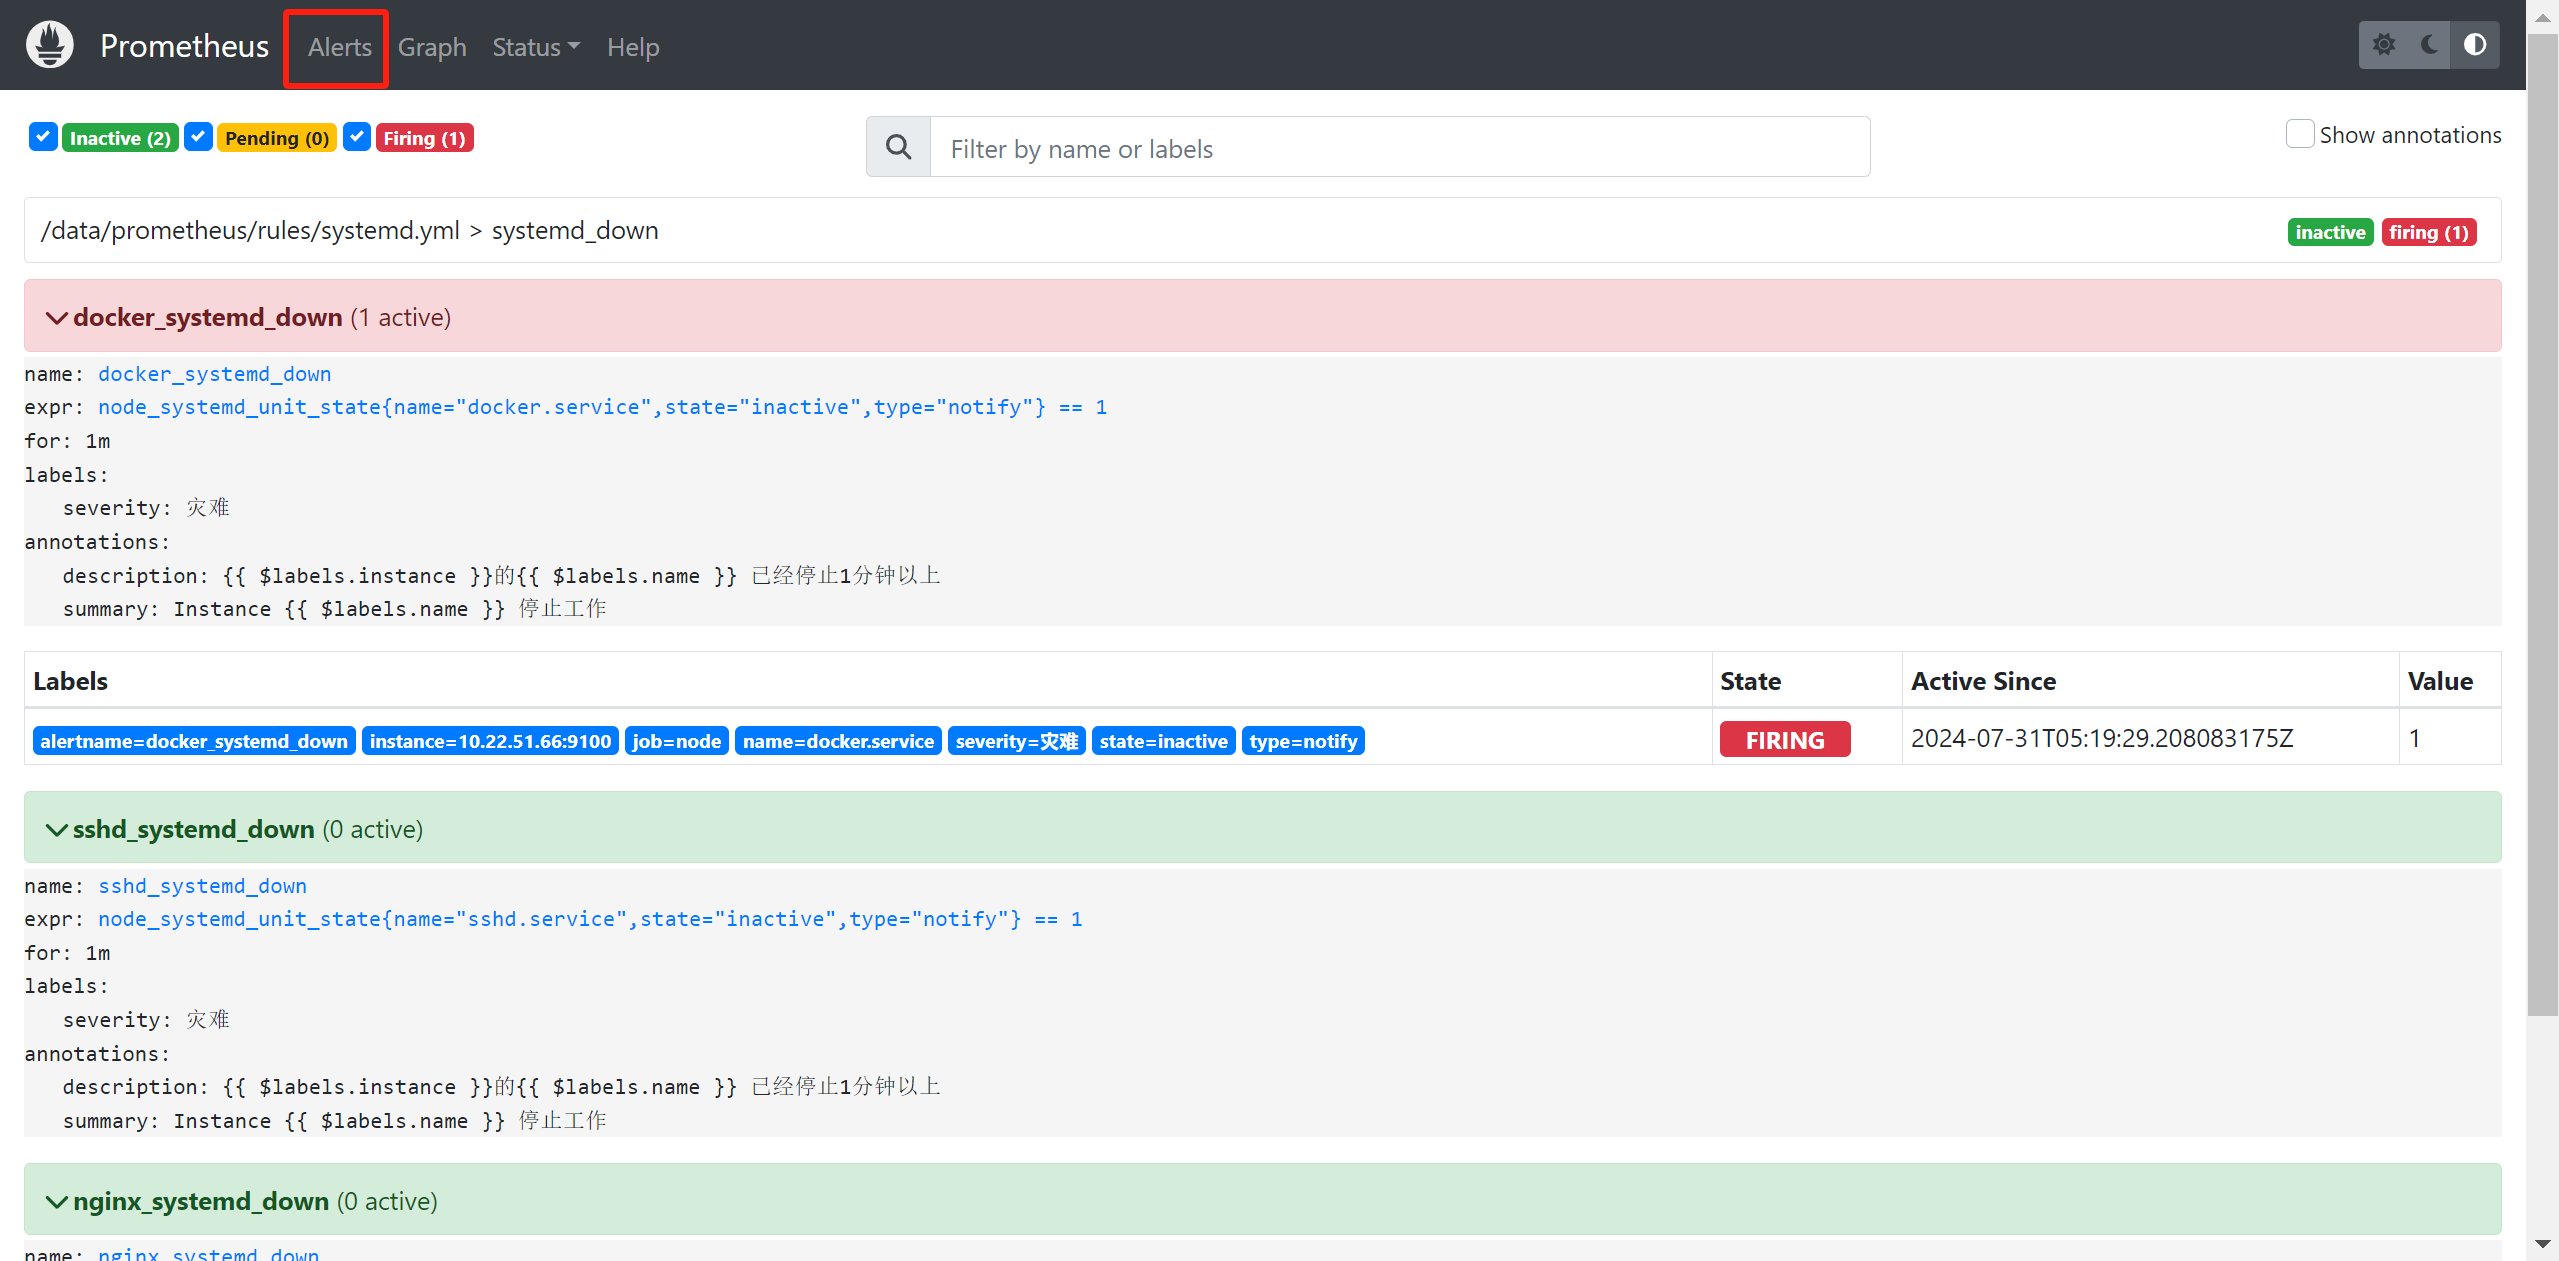 Prometheus Alerts Graph Status Help
Inactive (2) Pending (0) Firing (1)
Filter by name or labels
Show annotations
/data/prometheus/rules/systemd.yml > systemd_down
inactive firing (1)
docker_systemd_down (1 active)
name: docker_systemd_down
expr: node_systemd_unit_state{name="docker.service",state="inactive",type="notify"} == 1
for: 1m
labels:
severity: 灾难
annotations:
description: {{ $labels.instance }}的{{ $labels.name }} 已经停止1分钟以上
summary: Instance {{ $labels.name }} 停止工作
Labels State Active Since Value
alertname=docker_systemd_down instance=10.22.51.66:9100 job=node name=docker.service severity=灾难 state=inactive type=notify FIRING 2024-07-31T05:19:29.208083175Z 1
sshd_systemd_down (0 active)
name: sshd_systemd_down
expr: node_systemd_unit_state{name="sshd.service",state="inactive",type="notify"} == 1
for: 1m
labels:
severity: 灾难
annotations:
description: {{ $labels.instance }}的{{ $labels.name }} 已经停止1分钟以上
summary: Instance {{ $labels.name }} 停止工作
nginx_systemd_down (0 active)
name: nginx_systemd_down